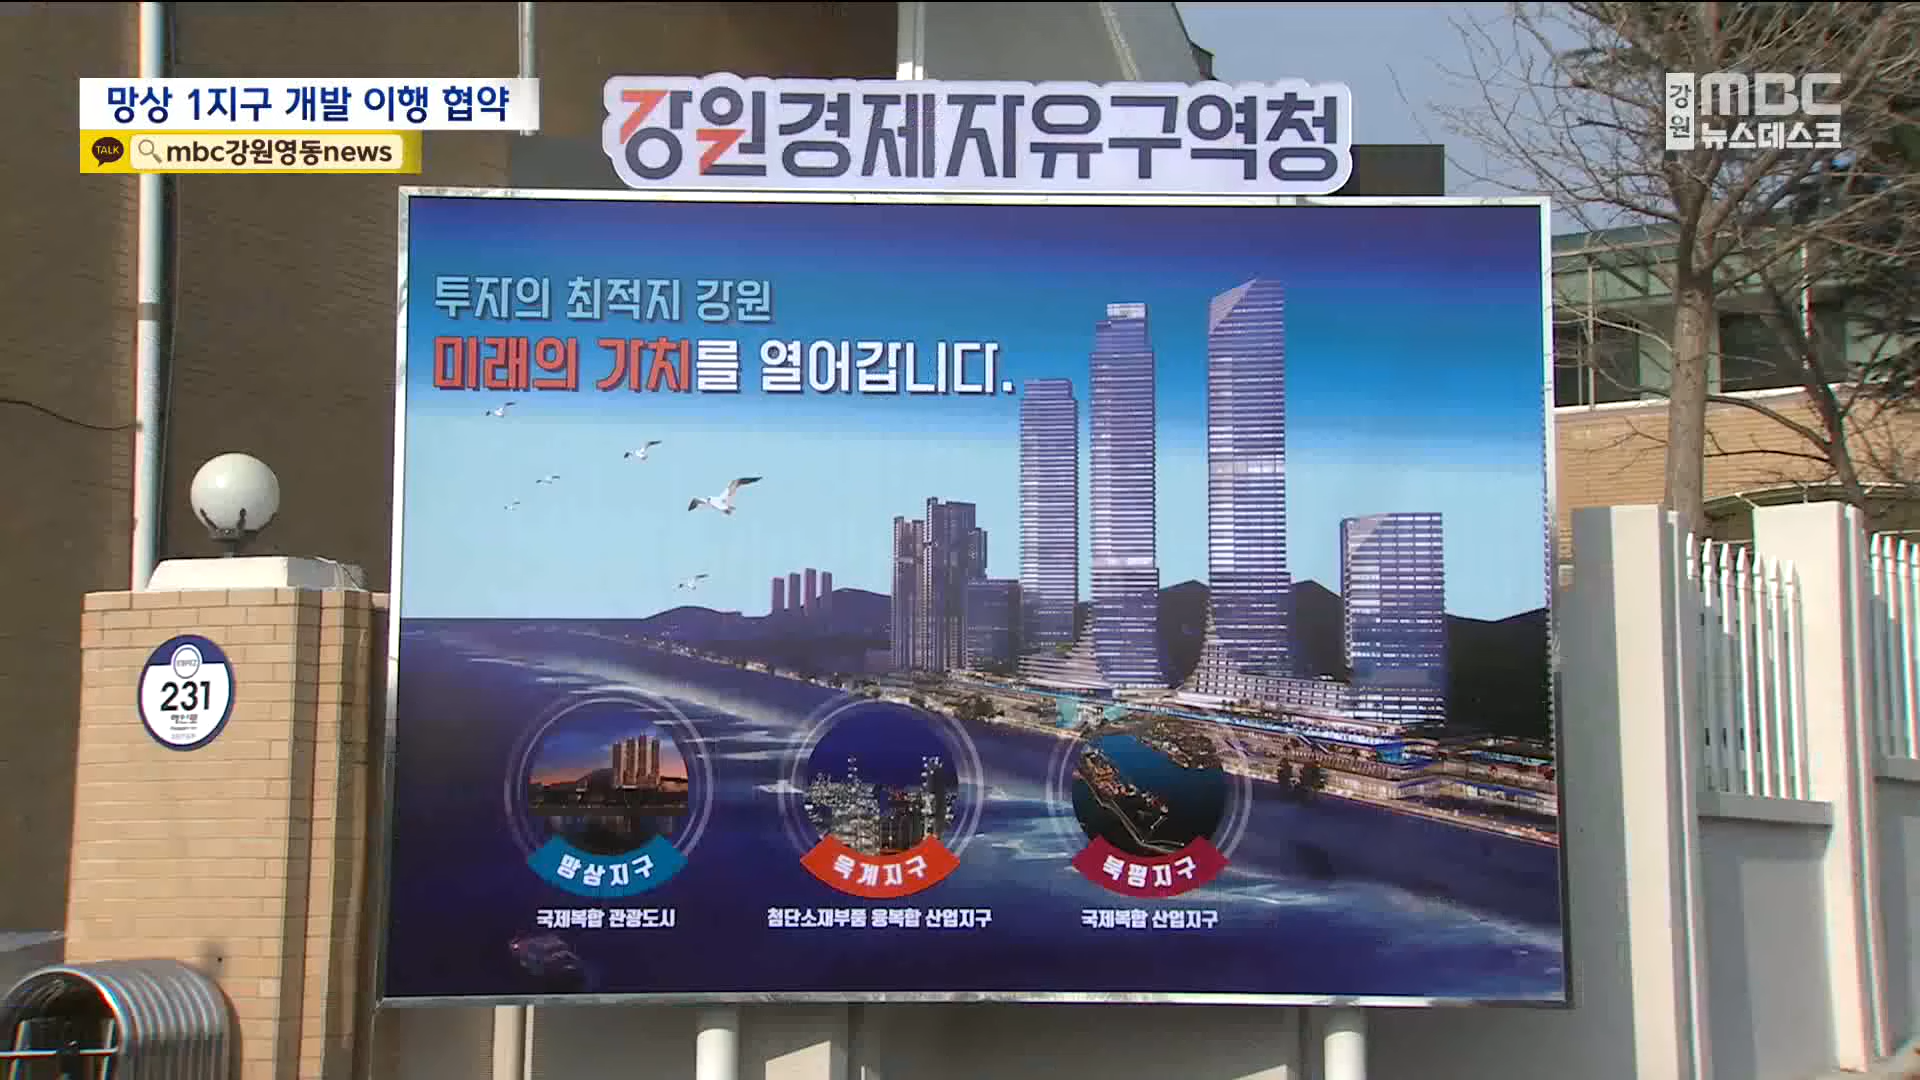 망상 1지구 개발 이행 협약
TALK
mbc강원영동news
강원
MBC
뉴스데스크
강원경제자유구역청
투자의 최적지 강원
미래의 가치를 열어갑니다.
231
망상지구
옥계지구
북평지구
국제복합 관광도시
첨단소재부품 융복합 산업지구
국제복합 산업지구